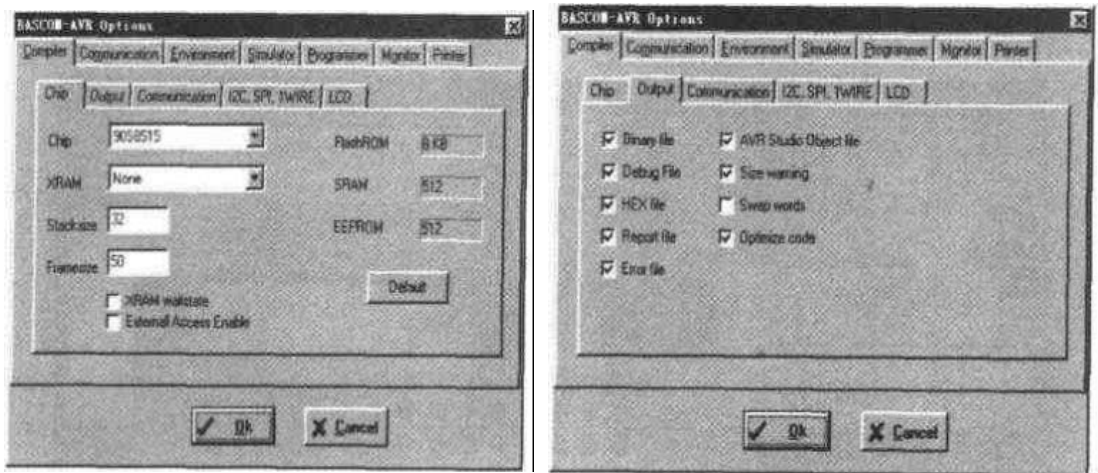 BASCOM-AVR Options
Compiler Communication Environment Simulator Programmer Monitor Printer
Chip Output Communication I2C, SPI, 1WIRE LCD
Chip 9058515 FlashROM 8 KB
XRAM None SRAM 512
Stacksize 32 EEPROM 512
Framesize 50
Default
XRAM waitstate
External Access Enable
Ok Cancel
BASCOM-AVR Options
Compiler Communication Environment Simulator Programmer Monitor Printer
Chip Output Communication I2C, SPI, 1WIRE LCD
Binary file AVR Studio Object file
Debug File Size warning
HEX file Swap words
Report file Optimize code
Error file
Ok Cancel